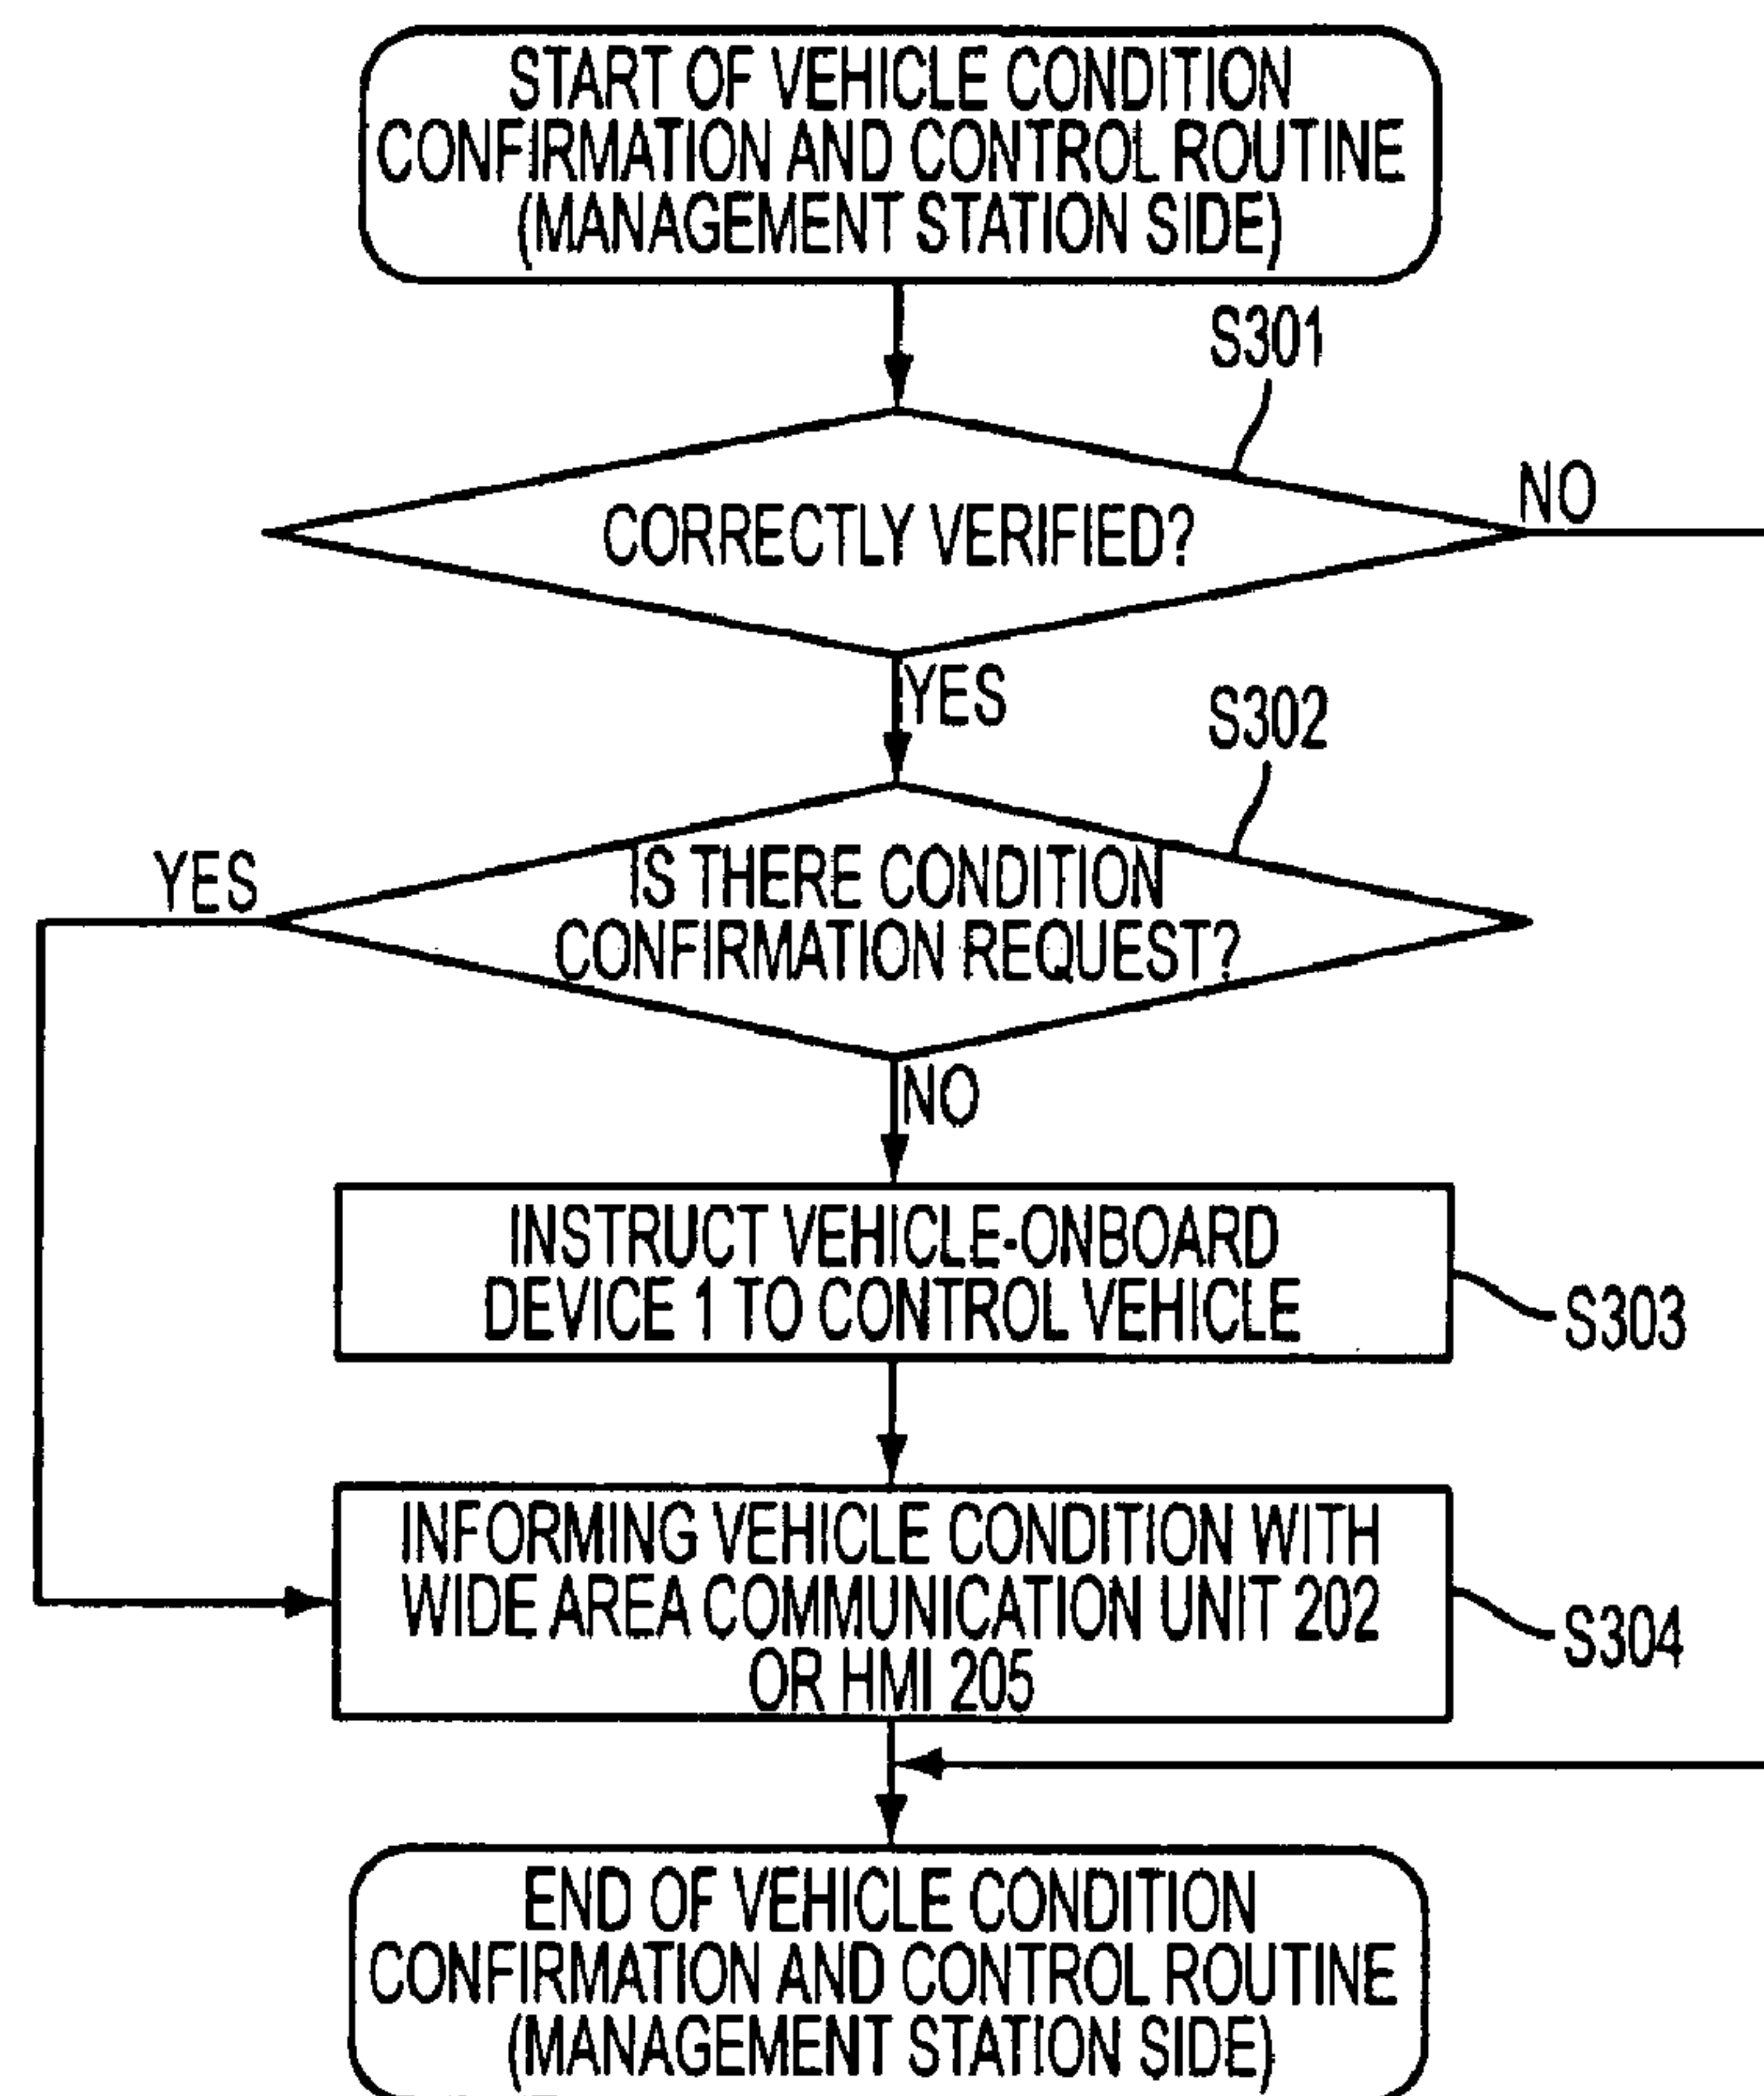 START OF VEHICLE CONDITION
CONFIRMATION AND CONTROL ROUTINE
(MANAGEMENT STATION SIDE)
S301
CORRECTLY VERIFIED?
NO
YES
S302
IS THERE CONDITION
CONFIRMATION REQUEST?
YES
NO
INSTRUCT VEHICLE-ONBOARD
DEVICE 1 TO CONTROL VEHICLE
S303
INFORMING VEHICLE CONDITION WITH
WIDE AREA COMMUNICATION UNIT 202
OR HMI 205
S304
END OF VEHICLE CONDITION
CONFIRMATION AND CONTROL ROUTINE
(MANAGEMENT STATION SIDE)